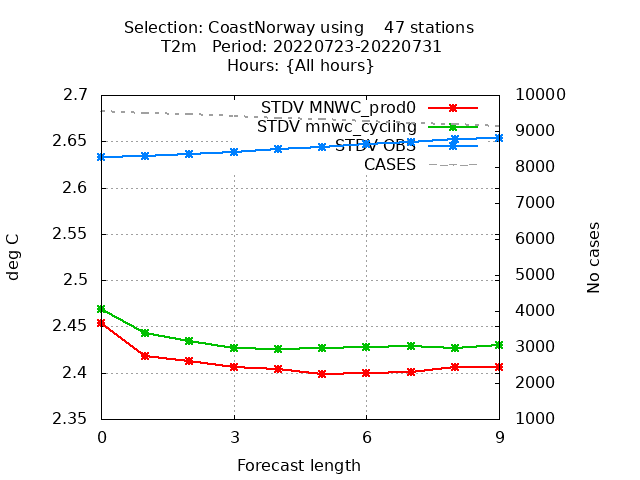 Selection: CoastNorway using    47 stations
T2m   Period: 20220723-20220731
Hours: {All hours}
2.7
2.65
2.6
2.55
2.5
2.45
2.4
2.35
10000
9000
8000
7000
6000
5000
4000
3000
2000
1000
STDV MNWC_prod0
STDV mnwc_cycling
STDV OBS
CASES
deg C
No cases
0 3 6 9
Forecast length